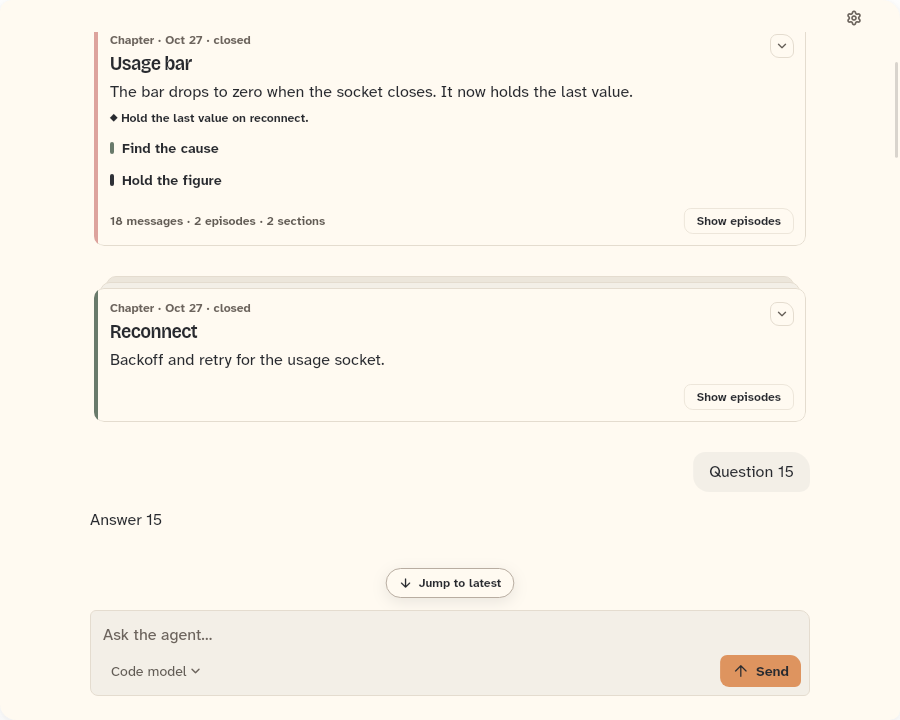 Chapter · Oct 27 · closed
Usage bar
The bar drops to zero when the socket closes. It now holds the last value.
◆ Hold the last value on reconnect.
Find the cause
Hold the figure
18 messages · 2 episodes · 2 sections
Show episodes
Chapter · Oct 27 · closed
Reconnect
Backoff and retry for the usage socket.
Show episodes
Question 15
Answer 15
Jump to latest
Ask the agent...
Code model
Send